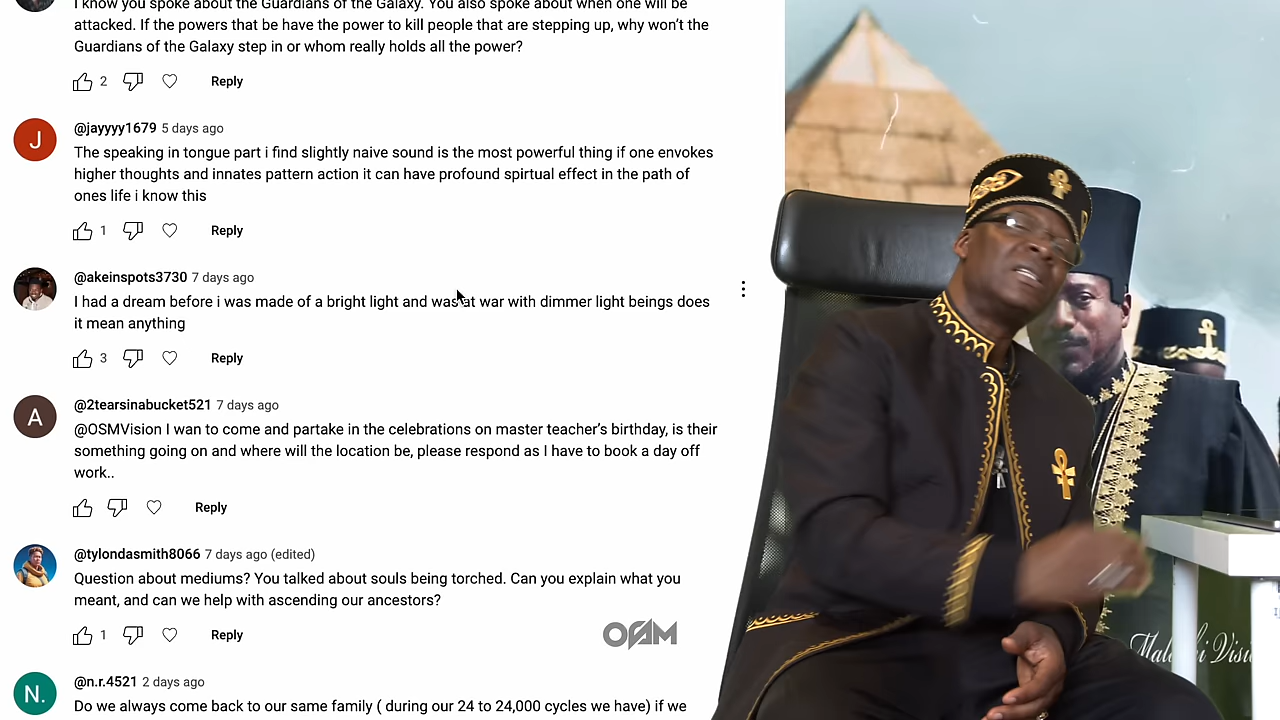 I know you spoke about the Guardians of the Galaxy. You also spoke about when one will be
attacked. If the powers that be have the power to kill people that are stepping up, why won't the
Guardians of the Galaxy step in or whom really holds all the power?
2 Reply
J @jayyyy1679 5 days ago
The speaking in tongue part i find slightly naive sound is the most powerful thing if one envokes
higher thoughts and innates pattern action it can have profound spirtual effect in the path of
ones life i know this
1 Reply
@akeinspots3730 7 days ago
I had a dream before i was made of a bright light and was at war with dimmer light beings does
it mean anything
3 Reply
A @2tearsinabucket521 7 days ago
@OSMVision I wan to come and partake in the celebrations on master teacher's birthday, is their
something going on and where will the location be, please respond as I have to book a day off
work..
Reply
@tylondasmith8066 7 days ago (edited)
Question about mediums? You talked about souls being torched. Can you explain what you
meant, and can we help with ascending our ancestors?
1 Reply
N. @n.r.4521 2 days ago
Do we always come back to our same family ( during our 24 to 24,000 cycles we have) if we